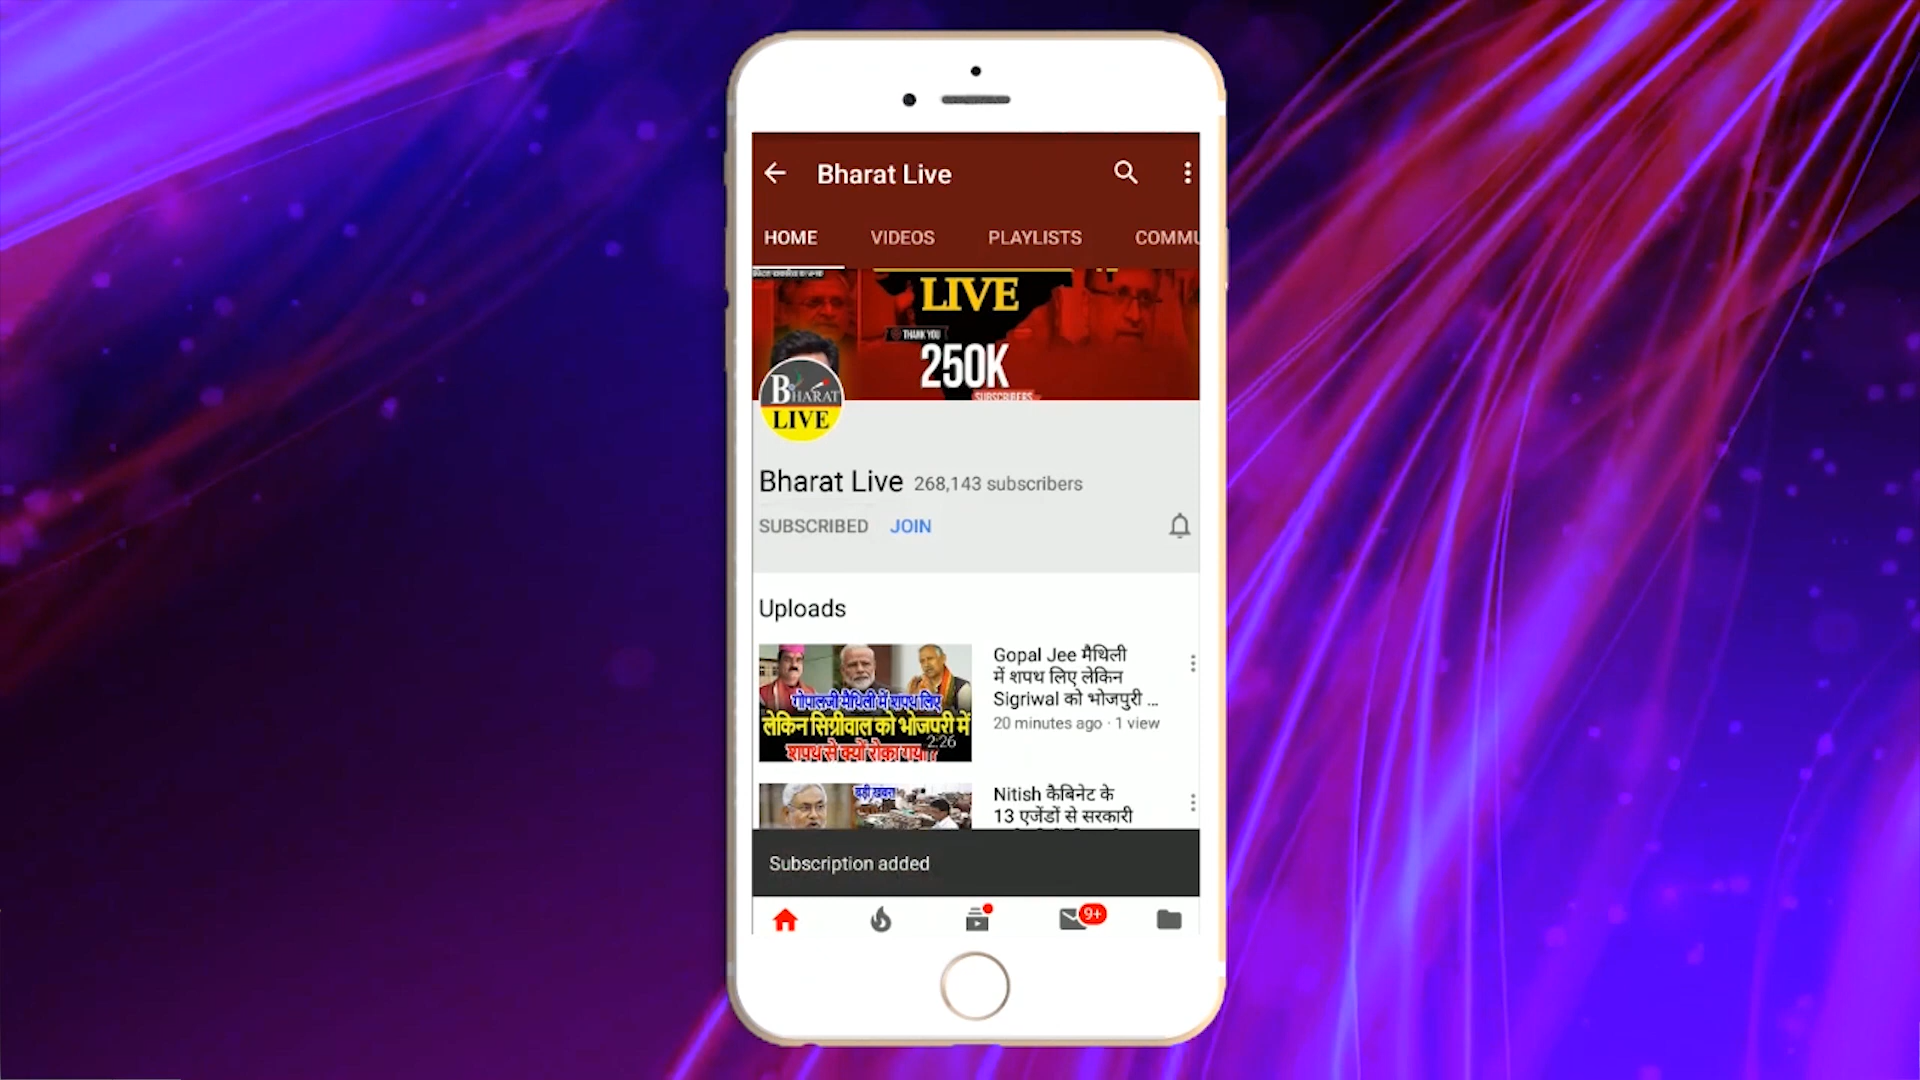 Bharat Live
HOME VIDEOS PLAYLISTS COMMU
LIVE
THANK YOU
250K
SUBSCRIBERS
BHARAT
LIVE
Bharat Live 268,143 subscribers
SUBSCRIBED JOIN
Uploads
गोपालजी मैथिली में शपथ लिए
लेकिन सिग्रीवाल को भोजपुरी में
शपथ से क्यों रोका गया..??
2:26
Gopal Jee मैथिली
में शपथ लिए लेकिन
Sigriwal को भोजपुरी ...
20 minutes ago · 1 view
बड़ी खबर
Nitish कैबिनेट के
13 एजेंडों से सरकारी
Subscription added
9+